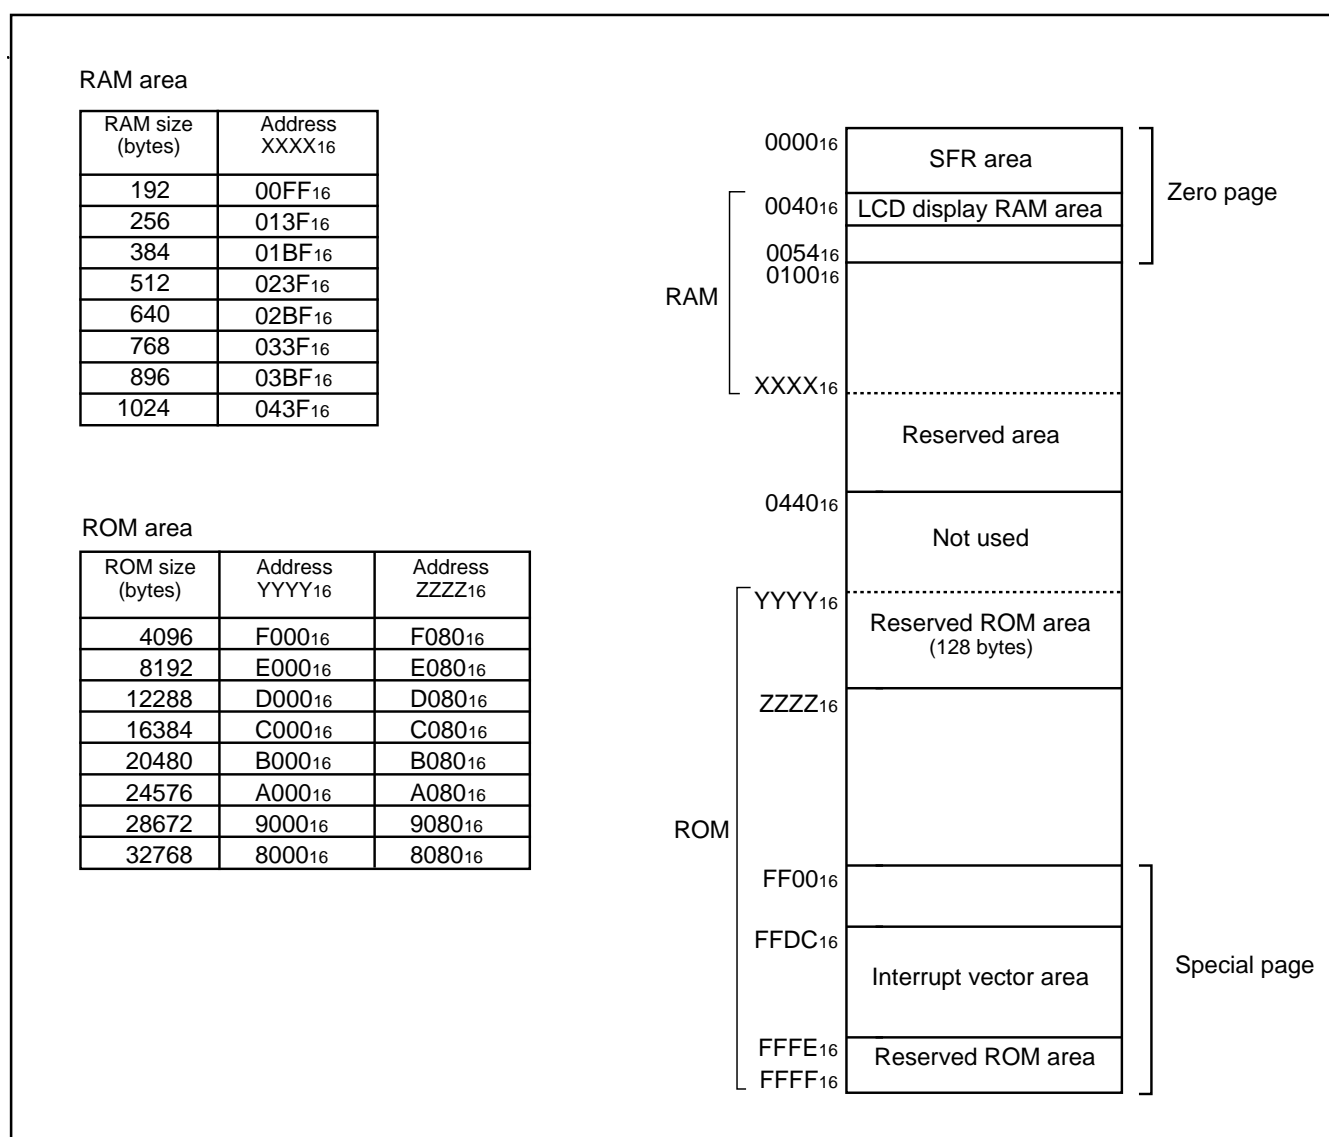 RAM area
RAM size (bytes) Address XXXX16
192 00FF16
256 013F16
384 01BF16
512 023F16
640 02BF16
768 033F16
896 03BF16
1024 043F16
ROM area
ROM size (bytes) Address YYYY16 Address ZZZZ16
4096 F00016 F08016
8192 E00016 E08016
12288 D00016 D08016
16384 C00016 C08016
20480 B00016 B08016
24576 A00016 A08016
28672 900016 908016
32768 800016 808016
000016
SFR area
Zero page
004016
LCD display RAM area
005416
010016
RAM
XXXX16
Reserved area
044016
Not used
YYYY16
Reserved ROM area
(128 bytes)
ZZZZ16
ROM
FF0016
FFDC16
Interrupt vector area
Special page
FFFE16
Reserved ROM area
FFFF16